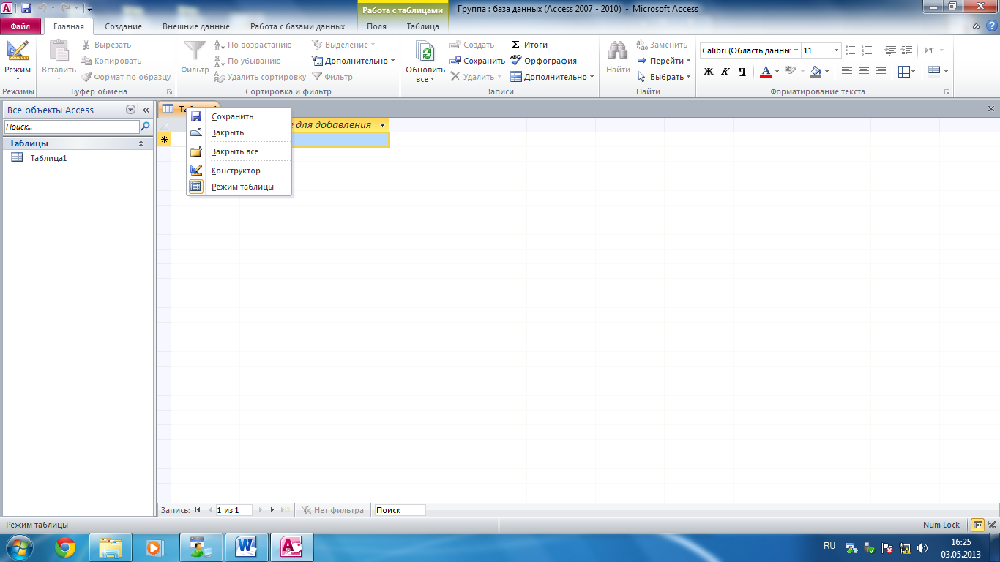 Работа с таблицами
Группа : база данных (Access 2007 - 2010) - Microsoft Access
Файл Главная Создание Внешние данные Работа с базами данных Поля Таблица
Режим
Режимы
Вставить
Вырезать
Копировать
Формат по образцу
Буфер обмена
Фильтр
По возрастанию
По убыванию
Удалить сортировку
Выделение
Дополнительно
Фильтр
Сортировка и фильтр
Обновить
все
Создать
Сохранить
Удалить
Σ Итоги
Орфография
Дополнительно
Записи
Найти
Заменить
Перейти
Выбрать
Найти
Calibri (Область данных 11
Ж К Ч
Форматирование текста
Все объекты Access
Поиск...
Таблицы
Таблица1
Сохранить
Закрыть
Закрыть все
Конструктор
Режим таблицы
для добавления
Запись: 1 из 1 Нет фильтра Поиск
Режим таблицы
Num Lock
RU
16:25
03.05.2013